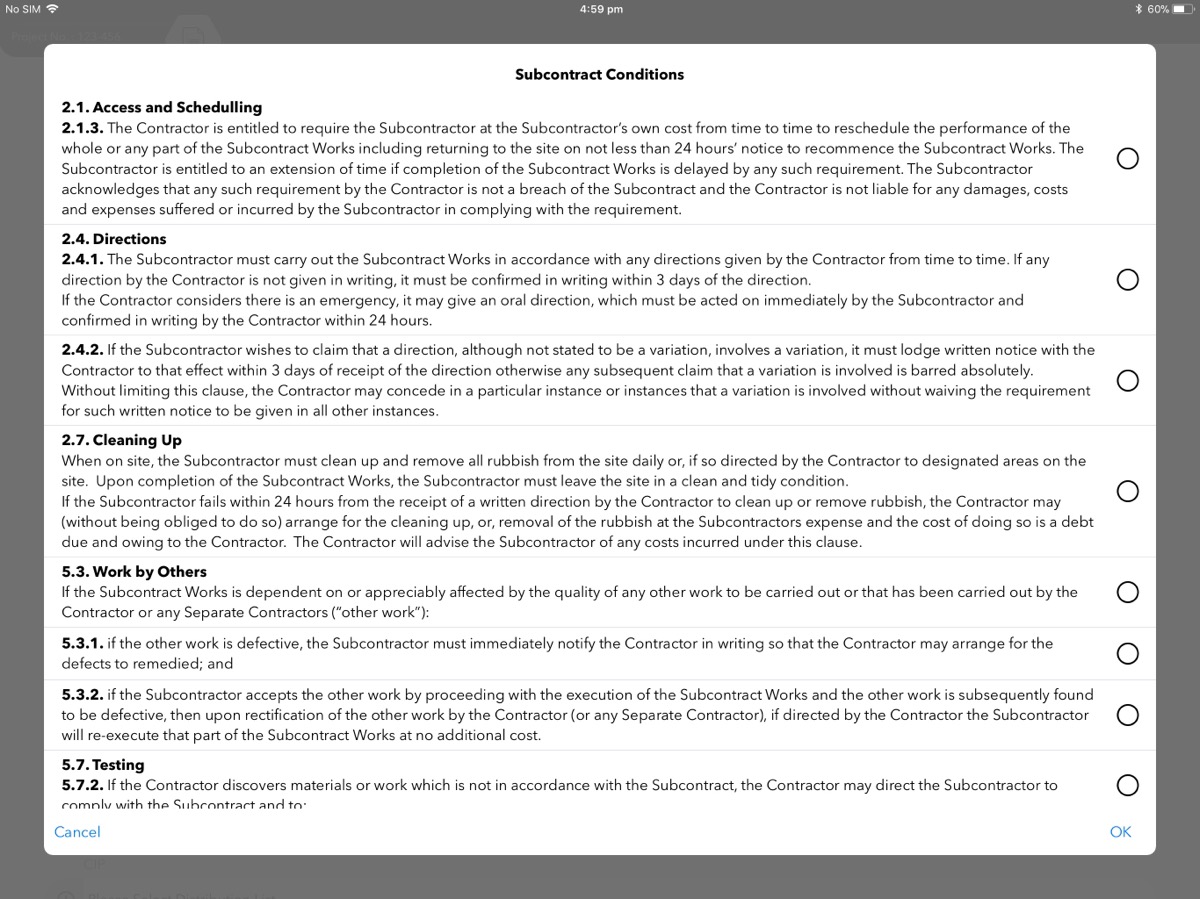 No SIM 4:59 pm 60%
Subcontract Conditions
2.1. Access and Schedulling
2.1.3. The Contractor is entitled to require the Subcontractor at the Subcontractor's own cost from time to time to reschedule the performance of the
whole or any part of the Subcontract Works including returning to the site on not less than 24 hours' notice to recommence the Subcontract Works. The
Subcontractor is entitled to an extension of time if completion of the Subcontract Works is delayed by any such requirement. The Subcontractor
acknowledges that any such requirement by the Contractor is not a breach of the Subcontract and the Contractor is not liable for any damages, costs
and expenses suffered or incurred by the Subcontractor in complying with the requirement.
2.4. Directions
2.4.1. The Subcontractor must carry out the Subcontract Works in accordance with any directions given by the Contractor from time to time. If any
direction by the Contractor is not given in writing, it must be confirmed in writing within 3 days of the direction.
If the Contractor considers there is an emergency, it may give an oral direction, which must be acted on immediately by the Subcontractor and
confirmed in writing by the Contractor within 24 hours.
2.4.2. If the Subcontractor wishes to claim that a direction, although not stated to be a variation, involves a variation, it must lodge written notice with the
Contractor to that effect within 3 days of receipt of the direction otherwise any subsequent claim that a variation is involved is barred absolutely.
Without limiting this clause, the Contractor may concede in a particular instance or instances that a variation is involved without waiving the requirement
for such written notice to be given in all other instances.
2.7. Cleaning Up
When on site, the Subcontractor must clean up and remove all rubbish from the site daily or, if so directed by the Contractor to designated areas on the
site. Upon completion of the Subcontract Works, the Subcontractor must leave the site in a clean and tidy condition.
If the Subcontractor fails within 24 hours from the receipt of a written direction by the Contractor to clean up or remove rubbish, the Contractor may
(without being obliged to do so) arrange for the cleaning up, or, removal of the rubbish at the Subcontractors expense and the cost of doing so is a debt
due and owing to the Contractor. The Contractor will advise the Subcontractor of any costs incurred under this clause.
5.3. Work by Others
If the Subcontract Works is dependent on or appreciably affected by the quality of any other work to be carried out or that has been carried out by the
Contractor or any Separate Contractors ("other work"):
5.3.1. if the other work is defective, the Subcontractor must immediately notify the Contractor in writing so that the Contractor may arrange for the
defects to remedied; and
5.3.2. if the Subcontractor accepts the other work by proceeding with the execution of the Subcontract Works and the other work is subsequently found
to be defective, then upon rectification of the other work by the Contractor (or any Separate Contractor), if directed by the Contractor the Subcontractor
will re-execute that part of the Subcontract Works at no additional cost.
5.7. Testing
5.7.2. If the Contractor discovers materials or work which is not in accordance with the Subcontract, the Contractor may direct the Subcontractor to
comply with the Subcontract and to:
Cancel OK